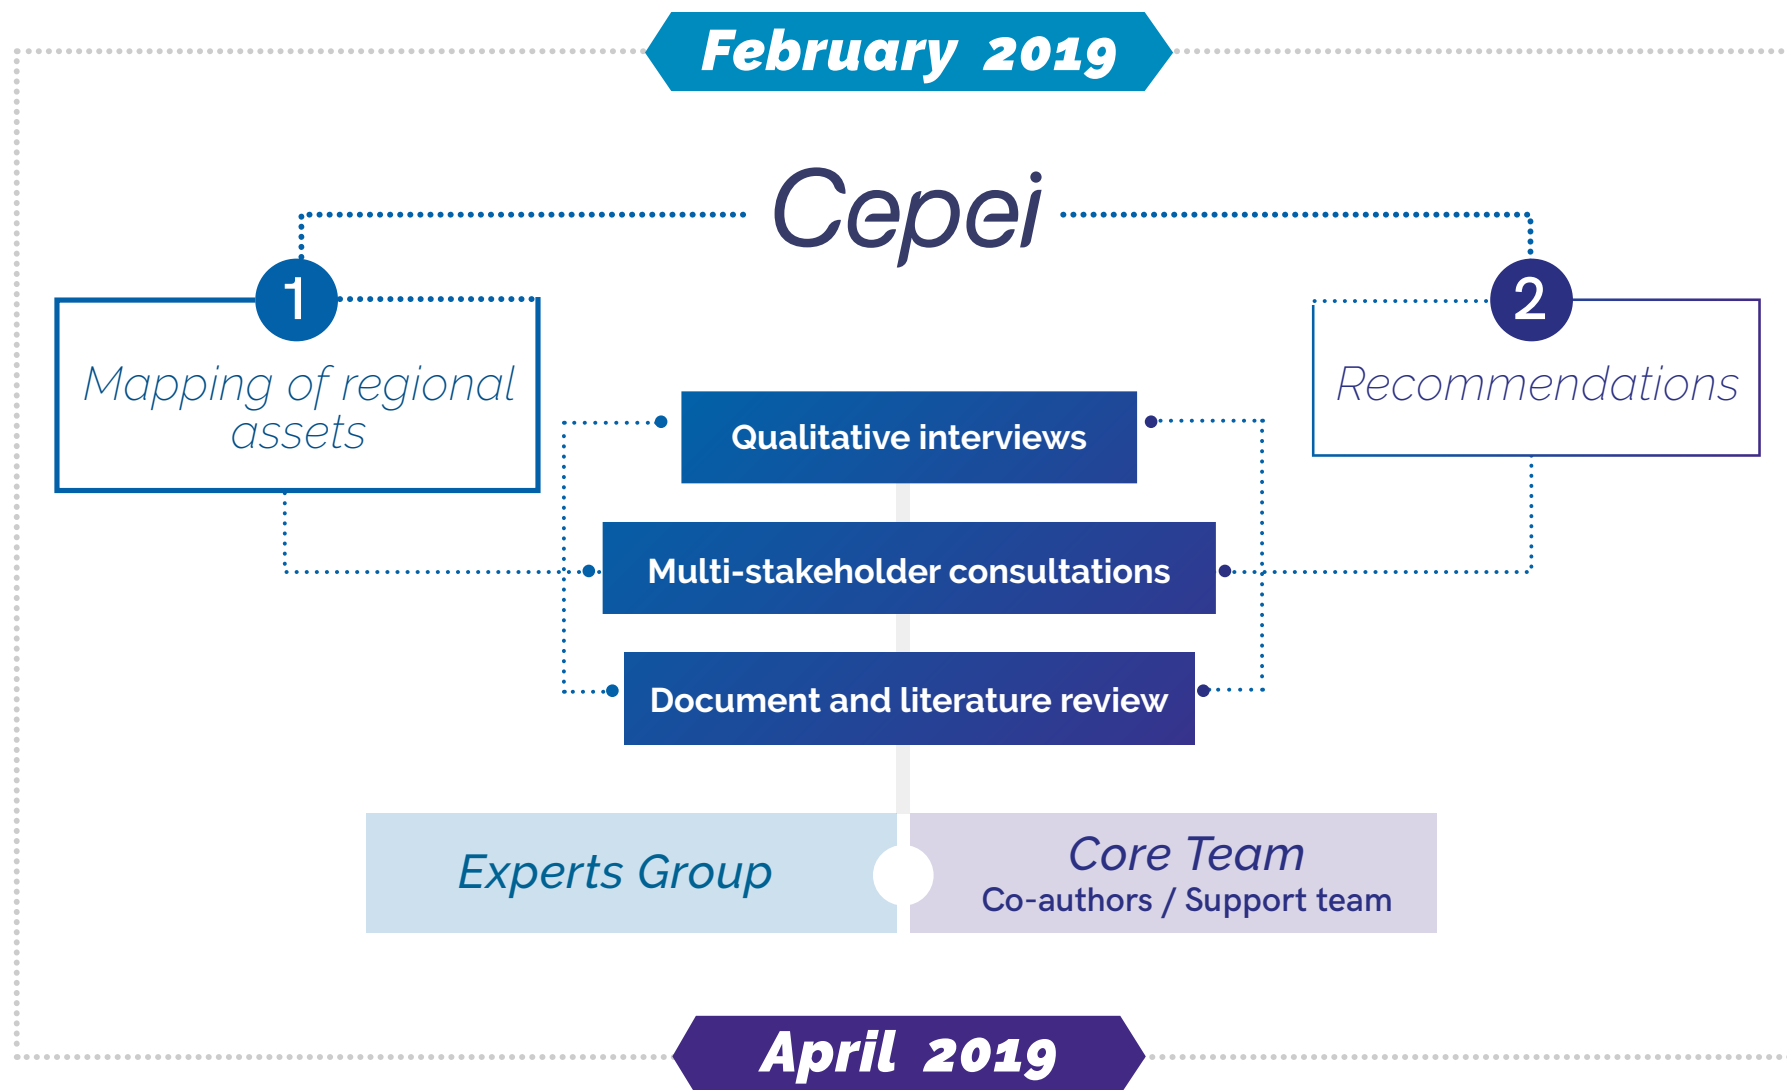 February 2019
Cepei
1
Mapping of regional
assets
2
Recommendations
Qualitative interviews
Multi-stakeholder consultations
Document and literature review
Experts Group
Core Team
Co-authors / Support team
April 2019